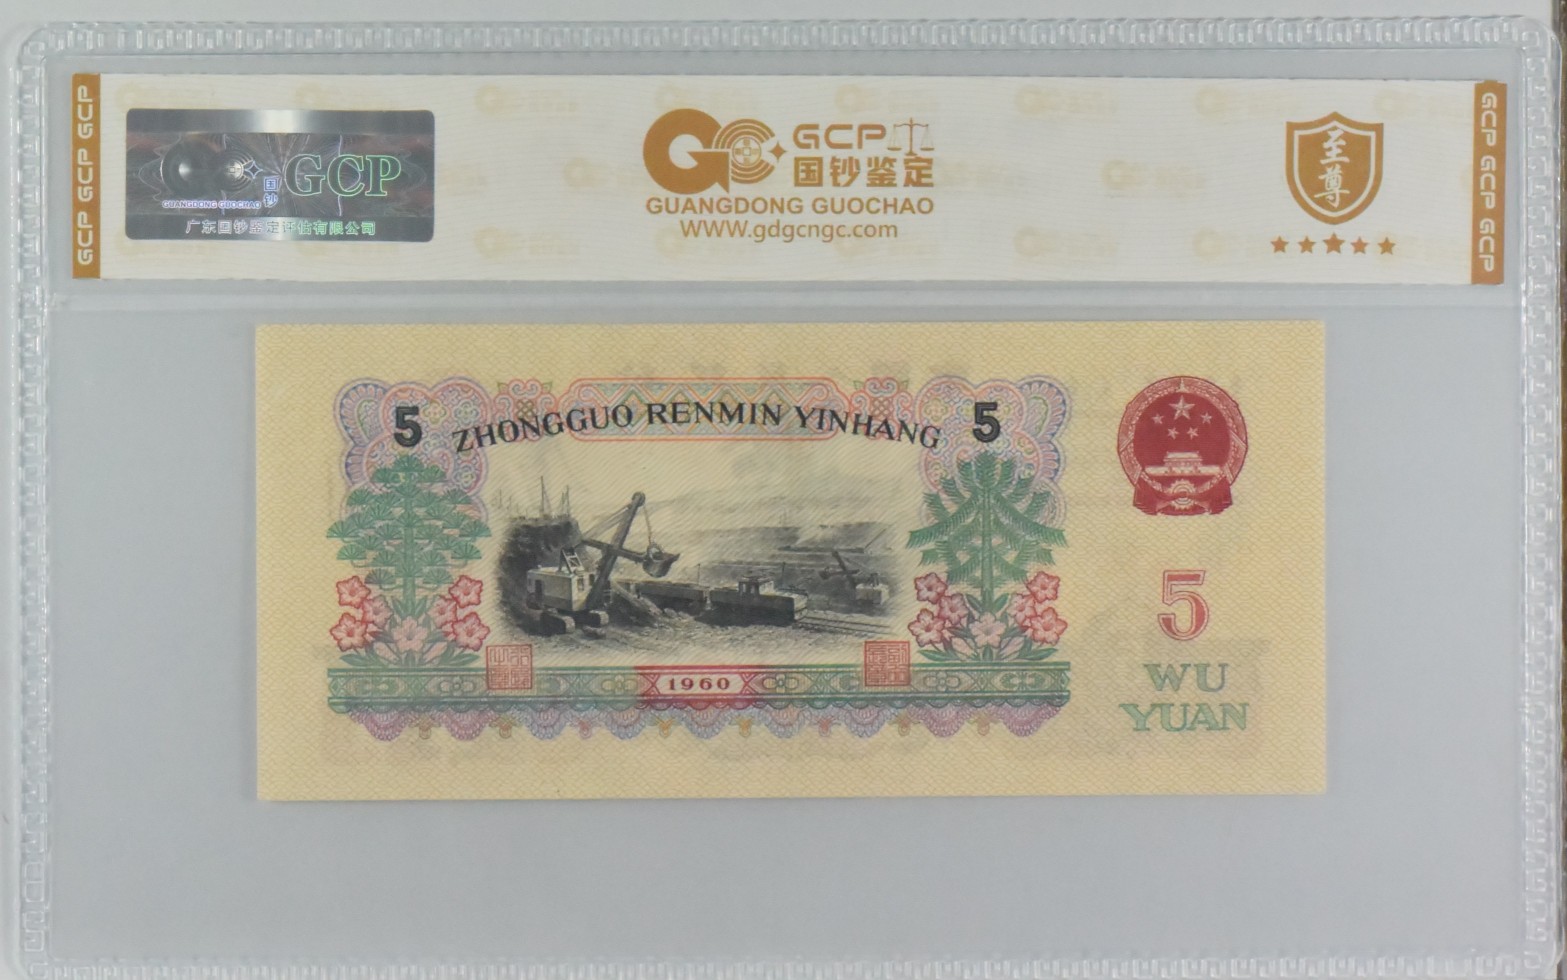 GCP GCP GCP
GUANGDONG GUOCHAO
国钞
GCP
广东国钞鉴定评估有限公司
GCP
国钞鉴定
GUANGDONG GUOCHAO
WWW.gdgcngc.com
至尊
GCP GCP GCP
5
ZHONGGUO RENMIN YINHANG
5
1960
5
WU
YUAN